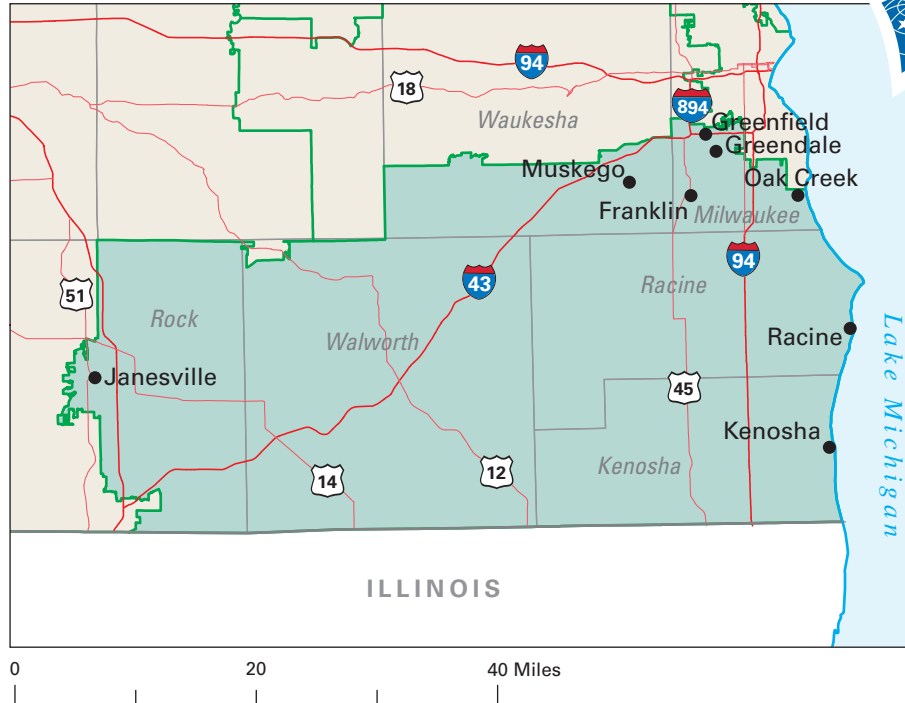 94
18
Waukesha
894
Greenfield
Greendale
Muskego
Oak Creek
Franklin
Milwaukee
94
43
51
Rock
Racine
Walworth
Racine
Lake Michigan
Janesville
45
Kenosha
Kenosha
14
12
ILLINOIS
0 20 40 Miles